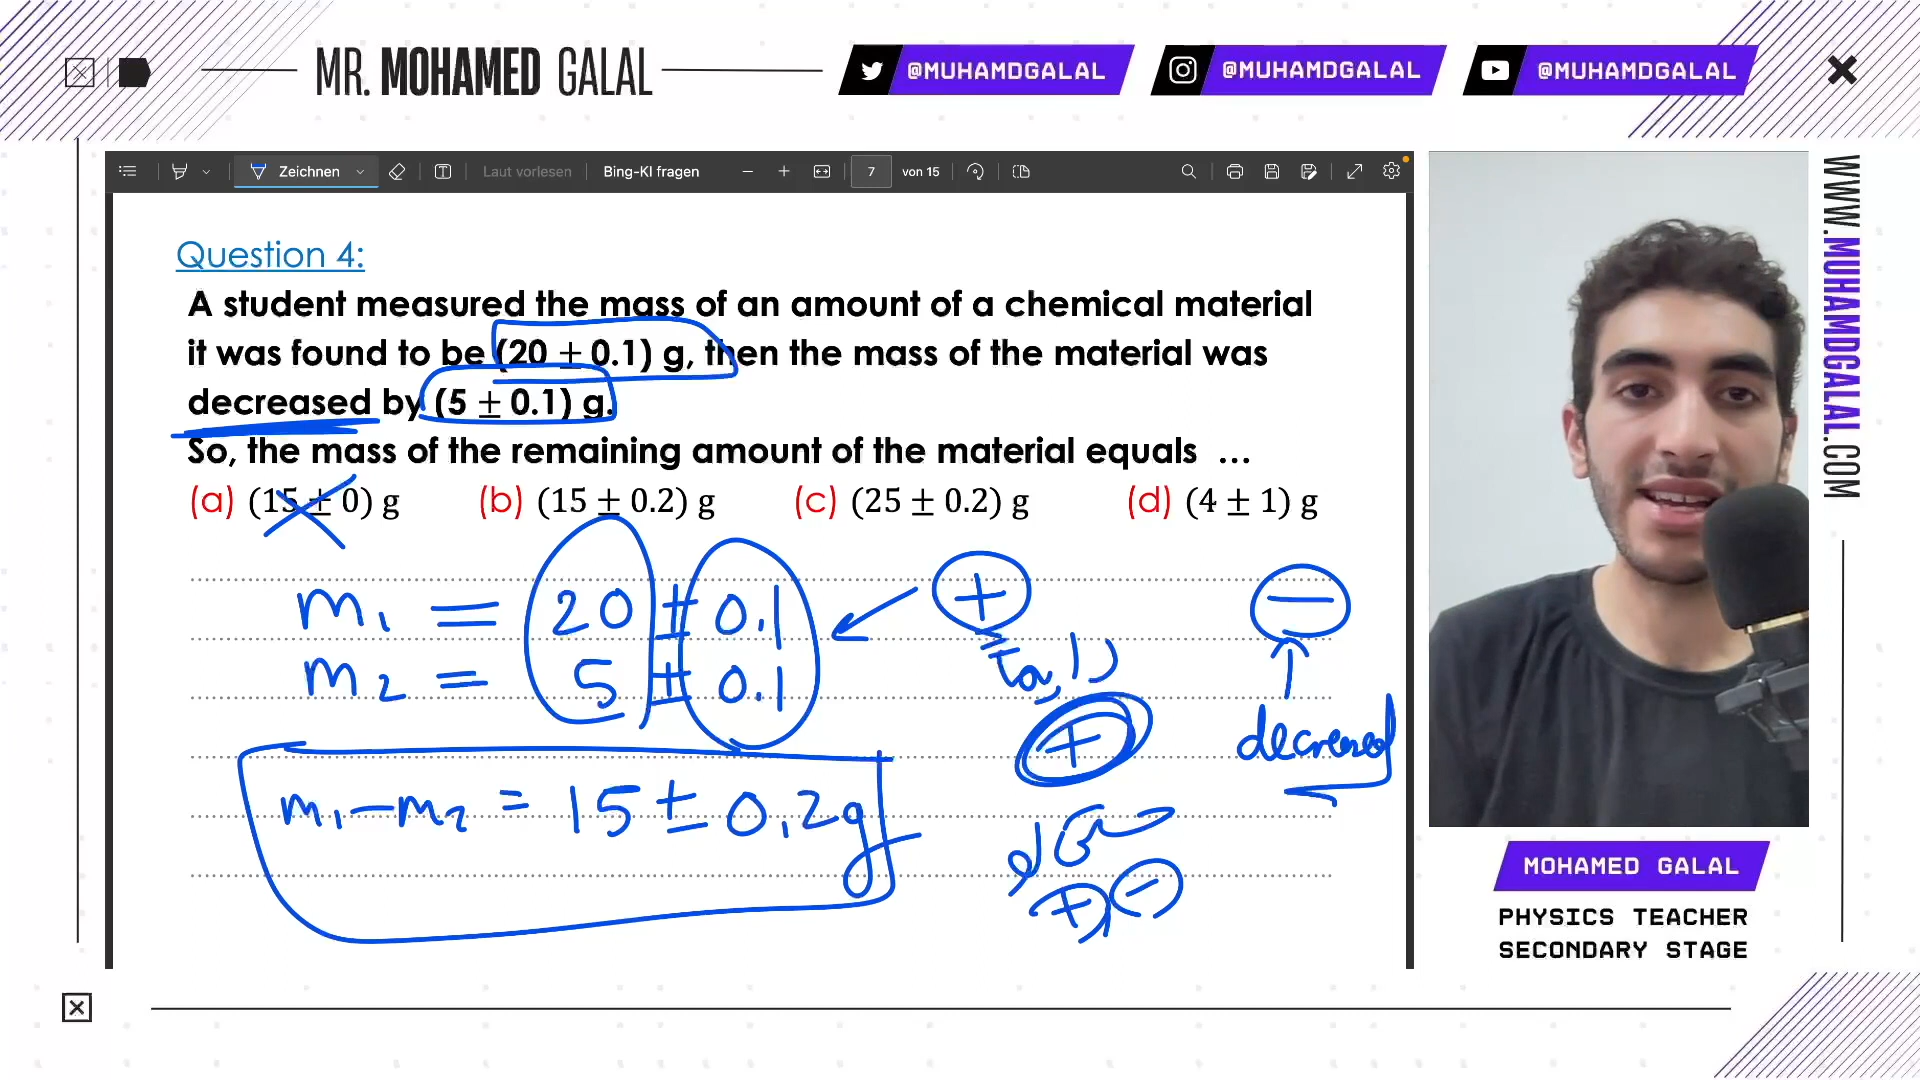 MR. MOHAMED GALAL
@MUHAMDGALAL
@MUHAMDGALAL
@MUHAMDGALAL
Zeichnen
Laut vorlesen
Bing-KI fragen
7
von 15
Question 4:
A student measured the mass of an amount of a chemical material
it was found to be (20 ± 0.1) g, then the mass of the material was
decreased by (5 ± 0.1) g.
So, the mass of the remaining amount of the material equals ...
(a) (15 ± 0) g (b) (15 ± 0.2) g (c) (25 ± 0.2) g (d) (4 ± 1) g
m₁ = 20 ± 0.1
m₂ = 5 ± 0.1
m₁ – m₂ = 15 ± 0,2g
+
+
+ –
–
decreased
WWW.MUHAMDGALAL.COM
MOHAMED GALAL
PHYSICS TEACHER
SECONDARY STAGE